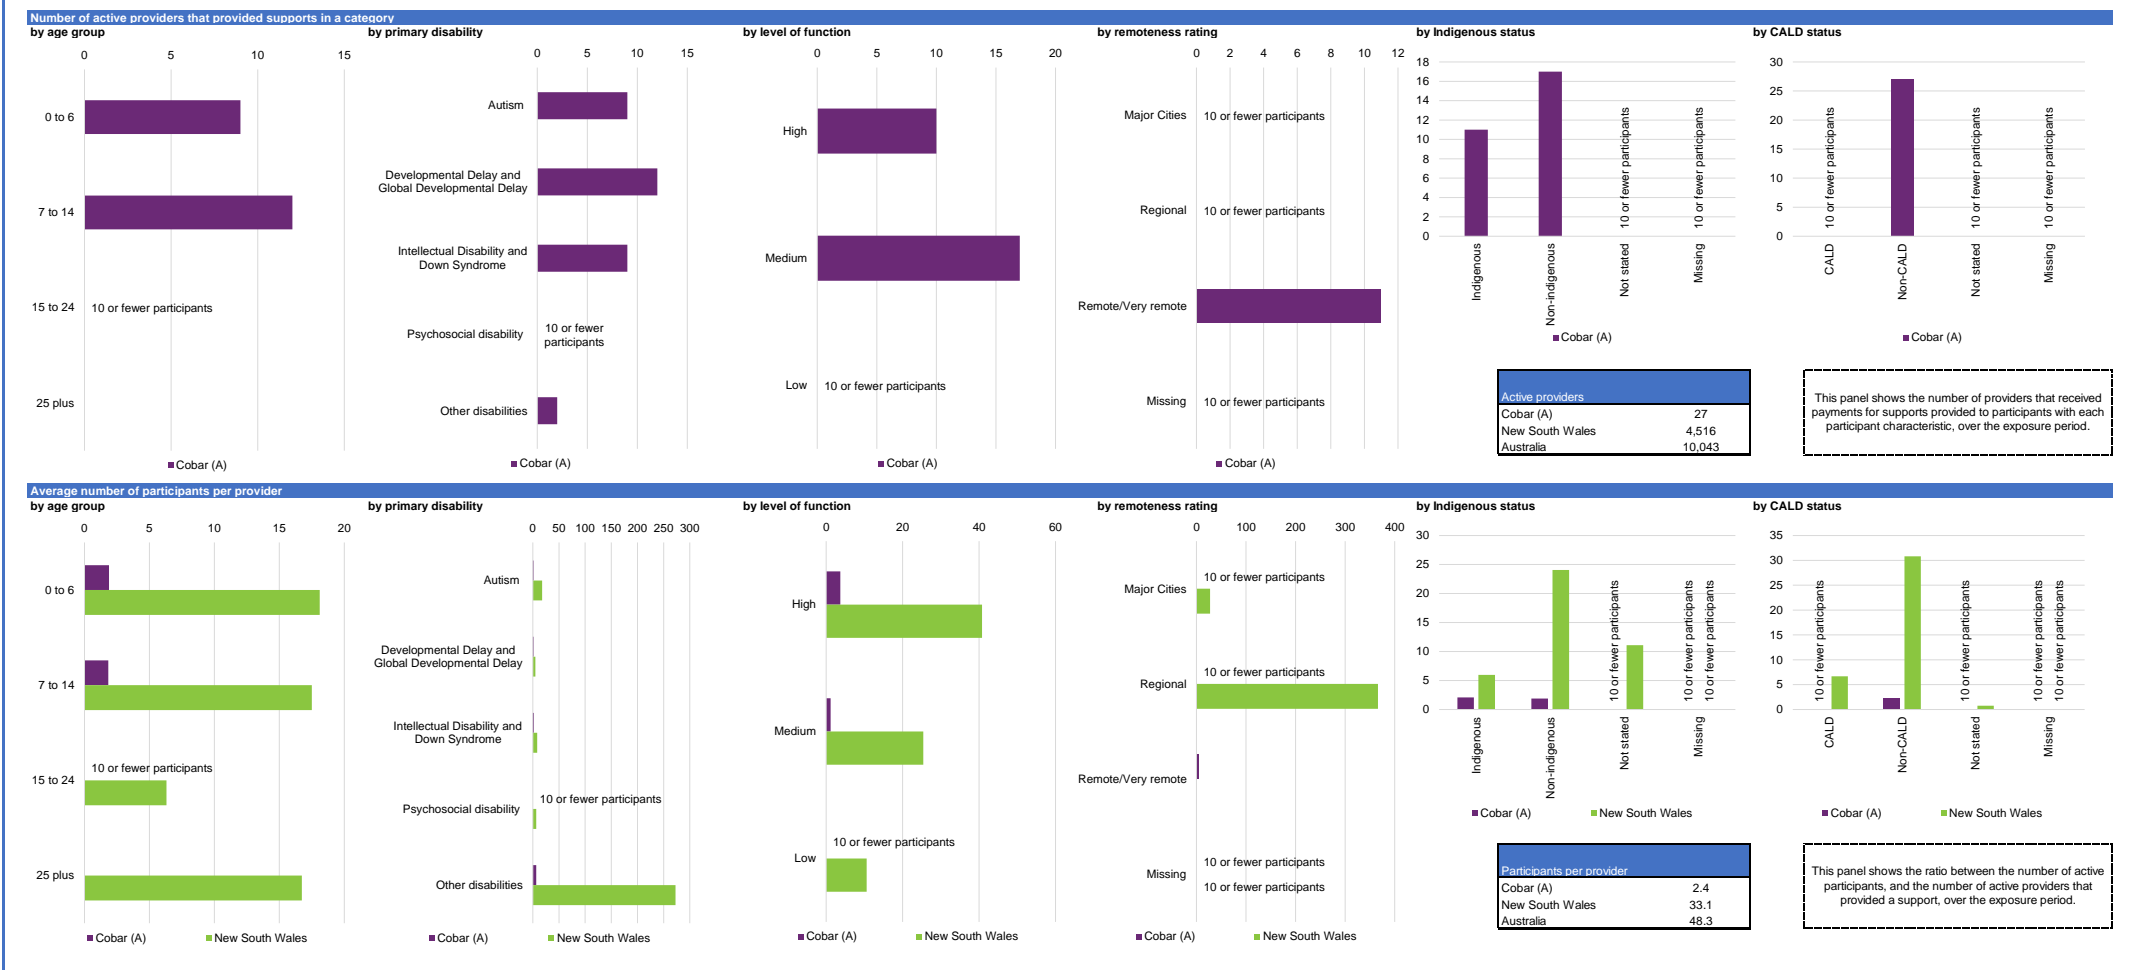 Number of active providers that provided supports in a category
by age group
0 5 10 15
0 to 6
7 to 14
15 to 24
10 or fewer participants
25 plus
Cobar (A)
by primary disability
0 5 10 15
Autism
Developmental Delay and
Global Developmental Delay
Intellectual Disability and
Down Syndrome
Psychosocial disability
10 or fewer
participants
Other disabilities
Cobar (A)
by level of function
0 5 10 15 20
High
Medium
Low
10 or fewer participants
Cobar (A)
by remoteness rating
0 2 4 6 8 10 12
Major Cities
10 or fewer participants
Regional
10 or fewer participants
Remote/Very remote
Missing
10 or fewer participants
Cobar (A)
by Indigenous status
18
16
14
12
10
8
6
4
2
0
10 or fewer participants
10 or fewer participants
Indigenous
Non-indigenous
Not stated
Missing
Cobar (A)
by CALD status
30
25
20
15
10
5
0
10 or fewer participants
10 or fewer participants
10 or fewer participants
CALD
Non-CALD
Not stated
Missing
Cobar (A)
Active providers
Cobar (A) 27
New South Wales 4,516
Australia 10,043
This panel shows the number of providers that received
payments for supports provided to participants with each
participant characteristic, over the exposure period.
Average number of participants per provider
by age group
0 5 10 15 20
0 to 6
7 to 14
15 to 24
10 or fewer participants
25 plus
Cobar (A) New South Wales
by primary disability
0 50 100 150 200 250 300
Autism
Developmental Delay and
Global Developmental Delay
Intellectual Disability and
Down Syndrome
Psychosocial disability
10 or fewer participants
Other disabilities
Cobar (A) New South Wales
by level of function
0 20 40 60
High
Medium
Low
10 or fewer participants
Cobar (A) New South Wales
by remoteness rating
0 100 200 300 400
Major Cities
10 or fewer participants
Regional
10 or fewer participants
Remote/Very remote
Missing
10 or fewer participants
10 or fewer participants
Cobar (A) New South Wales
by Indigenous status
30
25
20
15
10
5
0
10 or fewer participants
10 or fewer participants
10 or fewer participants
Indigenous
Non-indigenous
Not stated
Missing
Cobar (A) New South Wales
by CALD status
35
30
25
20
15
10
5
0
10 or fewer participants
10 or fewer participants
10 or fewer participants
10 or fewer participants
CALD
Non-CALD
Not stated
Missing
Cobar (A) New South Wales
Participants per provider
Cobar (A) 2.4
New South Wales 33.1
Australia 48.3
This panel shows the ratio between the number of active
participants, and the number of active providers that
provided a support, over the exposure period.